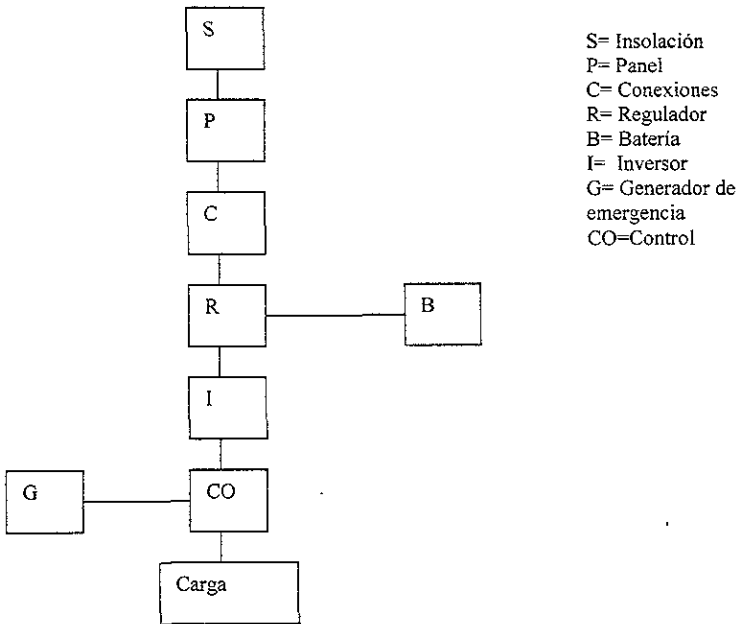 S
P
C
R
B
I
G
CO
Carga
S= Insolación
P= Panel
C= Conexiones
R= Regulador
B= Batería
I= Inversor
G= Generador de
emergencia
CO=Control